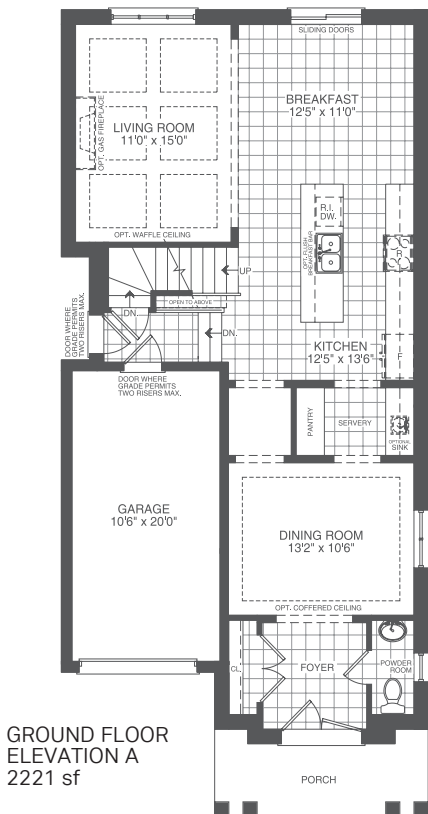 SLIDING DOORS
BREAKFAST
12'5" x 11'0"
OPT. GAS FIREPLACE
LIVING ROOM
11'0" x 15'0"
OPT. WAFFLE CEILING
R.I.
DW.
OPT. FLUSH
BREAKFAST BAR
R
UP
OPEN TO ABOVE
DN.
DN.
DOOR WHERE
GRADE PERMITS
TWO RISERS MAX.
KITCHEN
12'5" x 13'6"
F
DOOR WHERE
GRADE PERMITS
TWO RISERS MAX.
PANTRY
SERVERY
OPTIONAL
SINK
GARAGE
10'6" x 20'0"
DINING ROOM
13'2" x 10'6"
OPT. COFFERED CEILING
CL.
FOYER
POWDER
ROOM
GROUND FLOOR
ELEVATION A
2221 sf
PORCH